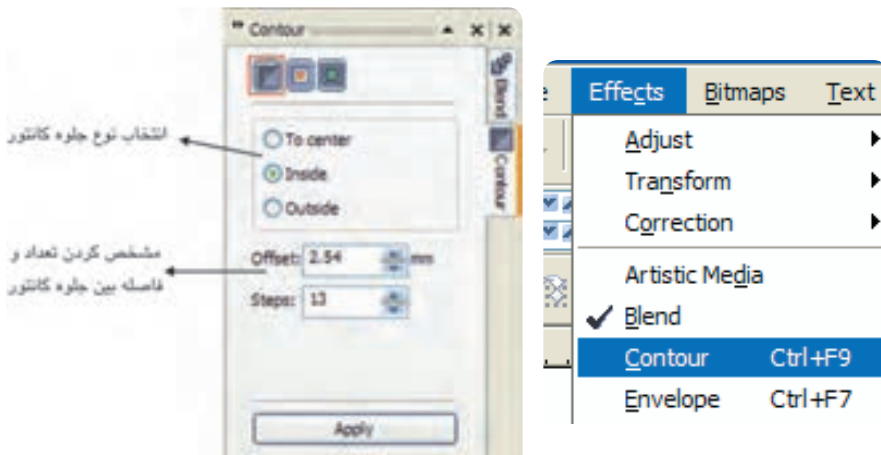 Contour
انتخاب نوع جلوه کانتور
To center
Inside
Outside
مشخص کردن تعداد و
فاصله بین جلوه کانتور
Offset: 2.54 mm
Steps: 13
Apply
Blend
Contour
Effects Bitmaps Text
Adjust
Transform
Correction
Artistic Media
Blend
Contour Ctrl+F9
Envelope Ctrl+F7